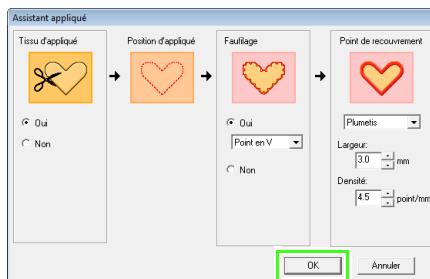 Assistant appliqué
Tissu d'appliqué
Position d'appliqué
Faufilage
Point de recouvrement
Oui
Non
Oui
Point en V
Non
Plumetis
Largeur:
3.0 mm
Densité:
4.5 point/mm
OK
Annuler